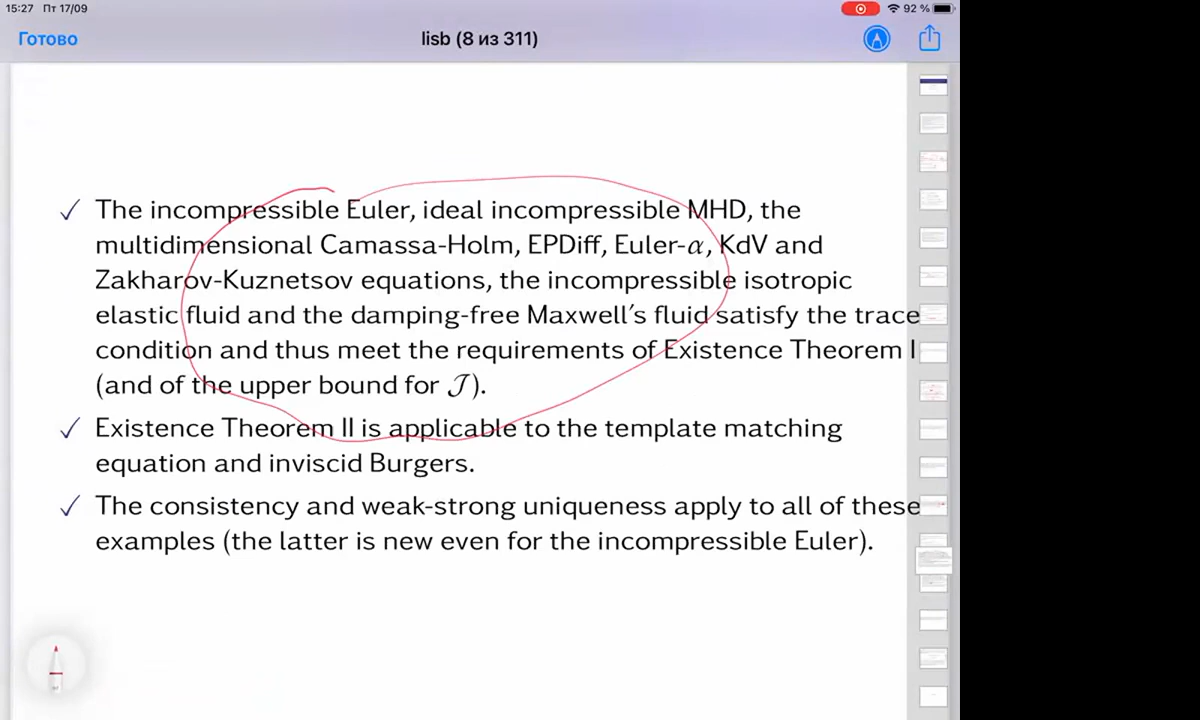 15:27 Пт 17/09
92 %
Готово
lisb (8 из 311)
✓ The incompressible Euler, ideal incompressible MHD, the
multidimensional Camassa-Holm, EPDiff, Euler-α, KdV and
Zakharov-Kuznetsov equations, the incompressible isotropic
elastic fluid and the damping-free Maxwell's fluid satisfy the trace
condition and thus meet the requirements of Existence Theorem I
(and of the upper bound for 𝒥).
✓ Existence Theorem II is applicable to the template matching
equation and inviscid Burgers.
✓ The consistency and weak-strong uniqueness apply to all of these
examples (the latter is new even for the incompressible Euler).